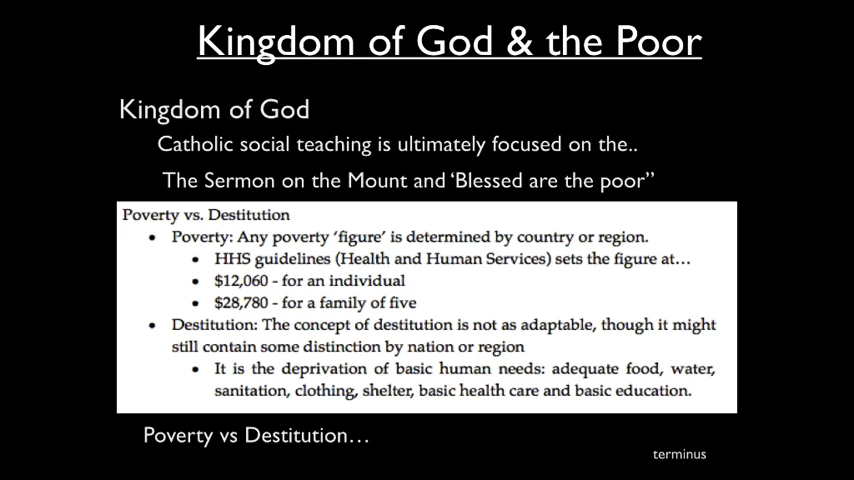 Kingdom of God & the Poor
Kingdom of God
Catholic social teaching is ultimately focused on the..
The Sermon on the Mount and ‘Blessed are the poor”
Poverty vs. Destitution
• Poverty: Any poverty ‘figure’ is determined by country or region.
• HHS guidelines (Health and Human Services) sets the figure at…
• $12,060 - for an individual
• $28,780 - for a family of five
• Destitution: The concept of destitution is not as adaptable, though it might
still contain some distinction by nation or region
• It is the deprivation of basic human needs: adequate food, water,
sanitation, clothing, shelter, basic health care and basic education.
Poverty vs Destitution…
terminus